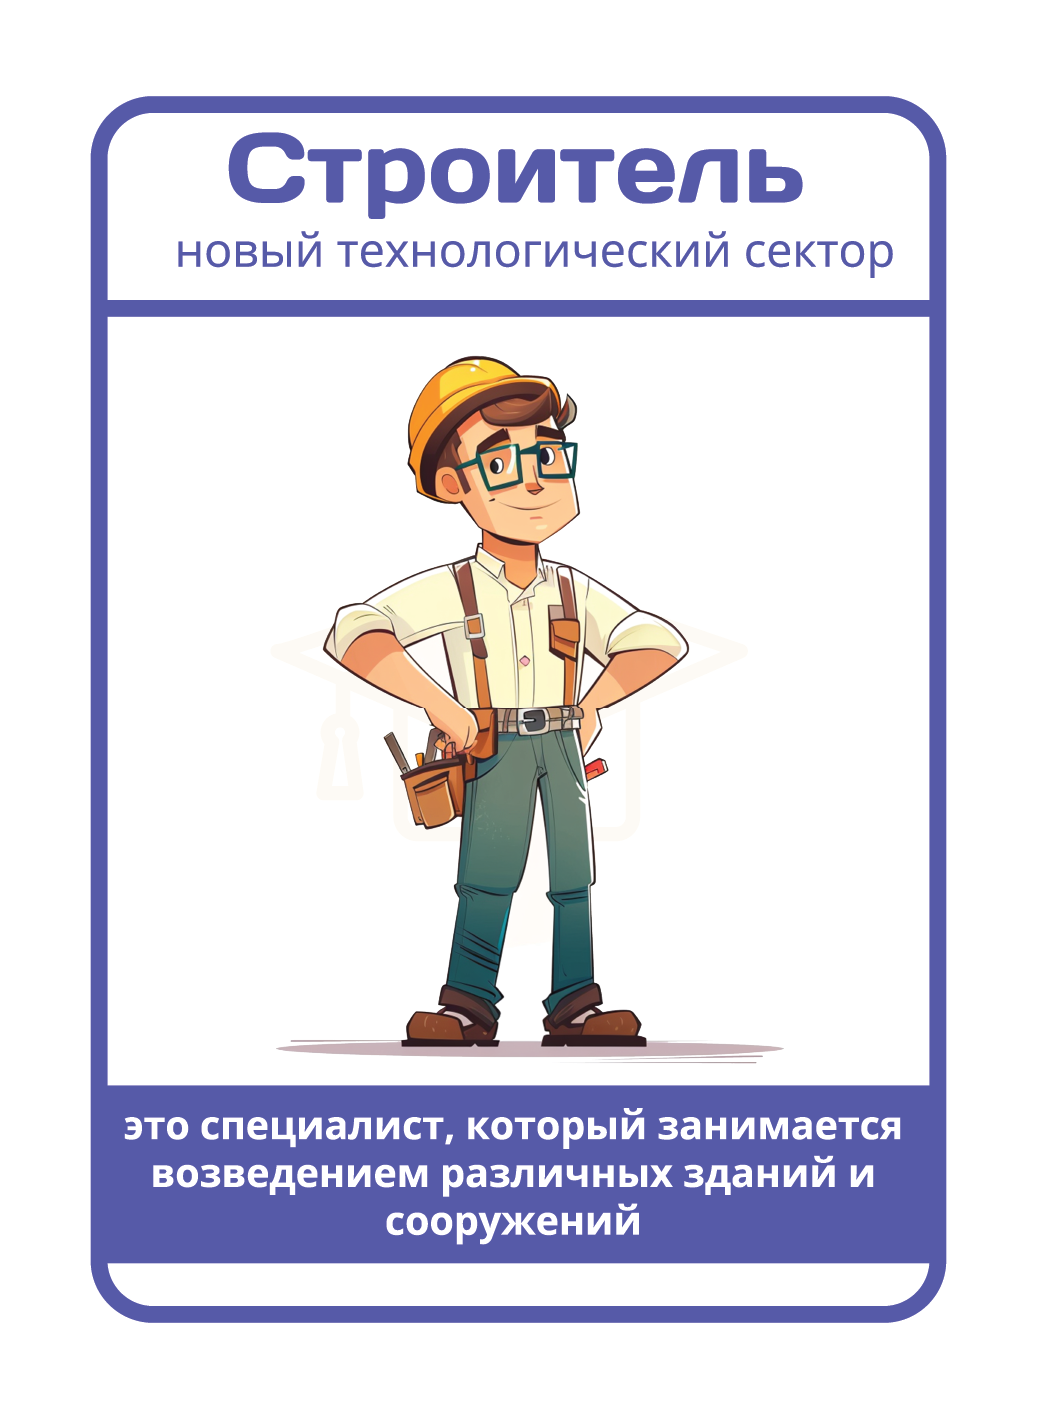 Строитель
новый технологический сектор
это специалист, который занимается
возведением различных зданий и
сооружений